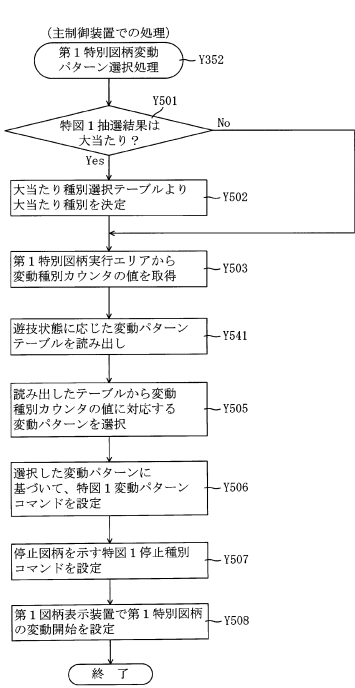 (主制御装置での処理)
第1特別図柄変動
パターン選択処理
Y352
Y501
特図1抽選結果は
大当たり?
No
Yes
大当たり種別選択テーブルより
大当たり種別を決定
Y502
第1特別図柄実行エリアから
変動種別カウンタの値を取得
Y503
遊技状態に応じた変動パターン
テーブルを読み出し
Y541
読み出したテーブルから変動
種別カウンタの値に対応する
変動パターンを選択
Y505
選択した変動パターンに
基づいて、特図1変動パターン
コマンドを設定
Y506
停止図柄を示す特図1停止種別
コマンドを設定
Y507
第1図柄表示装置で第1特別図柄
の変動開始を設定
Y508
終 了